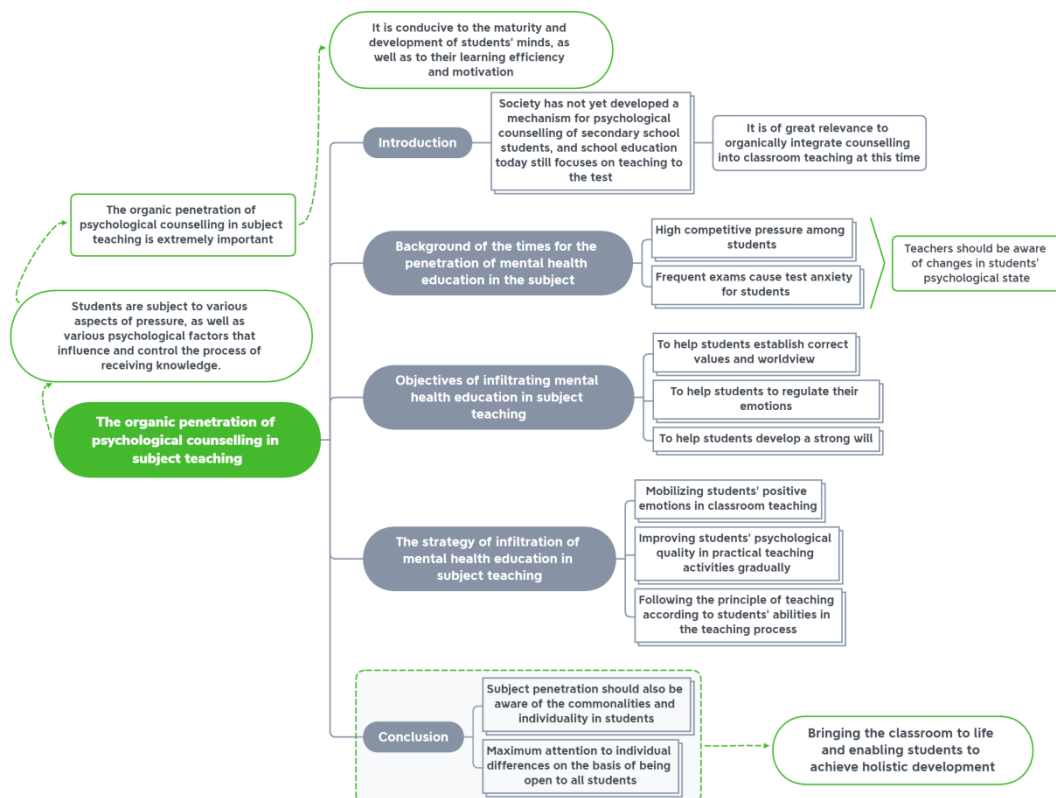 It is conducive to the maturity and
development of students' minds, as
well as to their learning efficiency
and motivation
Introduction
Society has not yet developed a
mechanism for psychological
counselling of secondary school
students, and school education
today still focuses on teaching to
the test
It is of great relevance to
organically integrate counselling
into classroom teaching at this time
The organic penetration of
psychological counselling in subject
teaching is extremely important
Background of the times for the
penetration of mental health
education in the subject
High competitive pressure among
students
Frequent exams cause test anxiety
for students
Teachers should be aware
of changes in students'
psychological state
Students are subject to various
aspects of pressure, as well as
various psychological factors that
influence and control the process of
receiving knowledge.
Objectives of infiltrating mental
health education in subject
teaching
To help students establish correct
values and worldview
To help students to regulate their
emotions
To help students develop a strong will
The organic penetration of
psychological counselling in
subject teaching
The strategy of infiltration of
mental health education in
subject teaching
Mobilizing students' positive
emotions in classroom teaching
Improving students' psychological
quality in practical teaching
activities gradually
Following the principle of teaching
according to students' abilities in
the teaching process
Conclusion
Subject penetration should also be
aware of the commonalities and
individuality in students
Maximum attention to individual
differences on the basis of being
open to all students
Bringing the classroom to life
and enabling students to
achieve holistic development